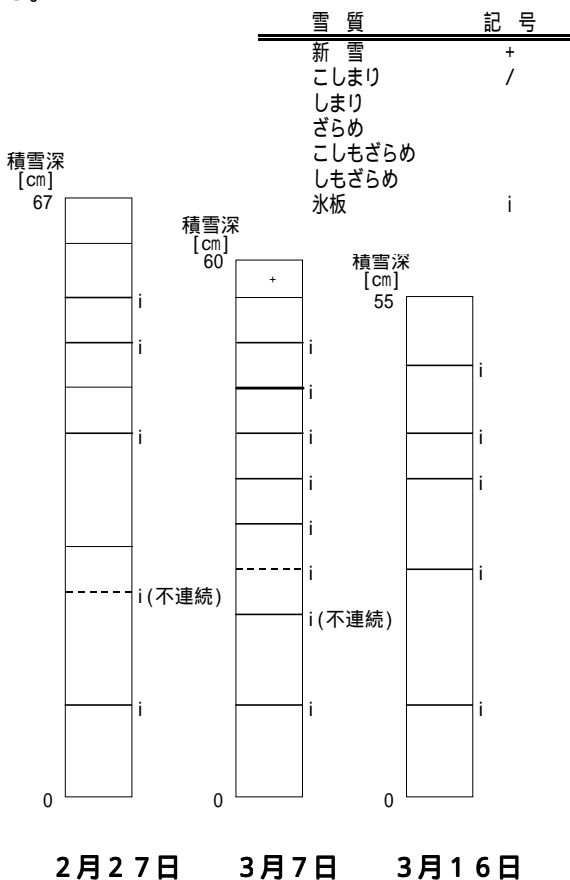 雪 質 記 号
新 雪 +
こしまり /
しまり
ざらめ
こしもざらめ
しもざらめ
氷板 i
積雪深
[㎝]
67
i
i
i
i(不連続)
i
0
2月27日
積雪深
[㎝]
60
+
i
i
i
i
i
i
i(不連続)
i
0
3月7日
積雪深
[㎝]
55
i
i
i
i
i
0
3月16日